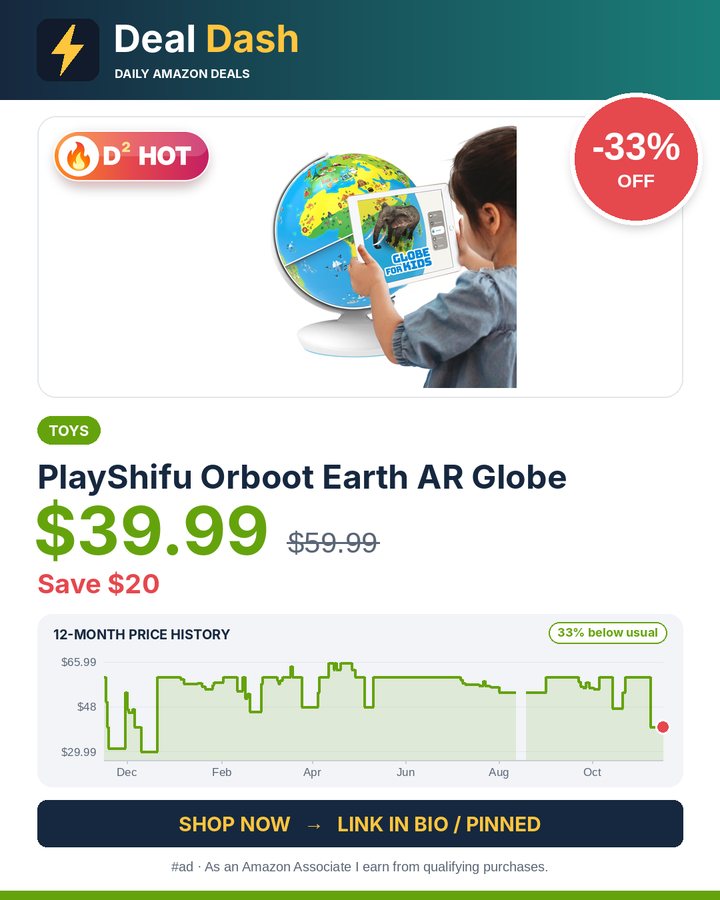 Deal Dash
DAILY AMAZON DEALS
D² HOT
-33%
OFF
GLOBE
FOR KIDS
TOYS
PlayShifu Orboot Earth AR Globe
$39.99 $59.99
Save $20
12-MONTH PRICE HISTORY
33% below usual
$65.99
$48
$29.99
Dec Feb Apr Jun Aug Oct
SHOP NOW → LINK IN BIO / PINNED
#ad · As an Amazon Associate I earn from qualifying purchases.